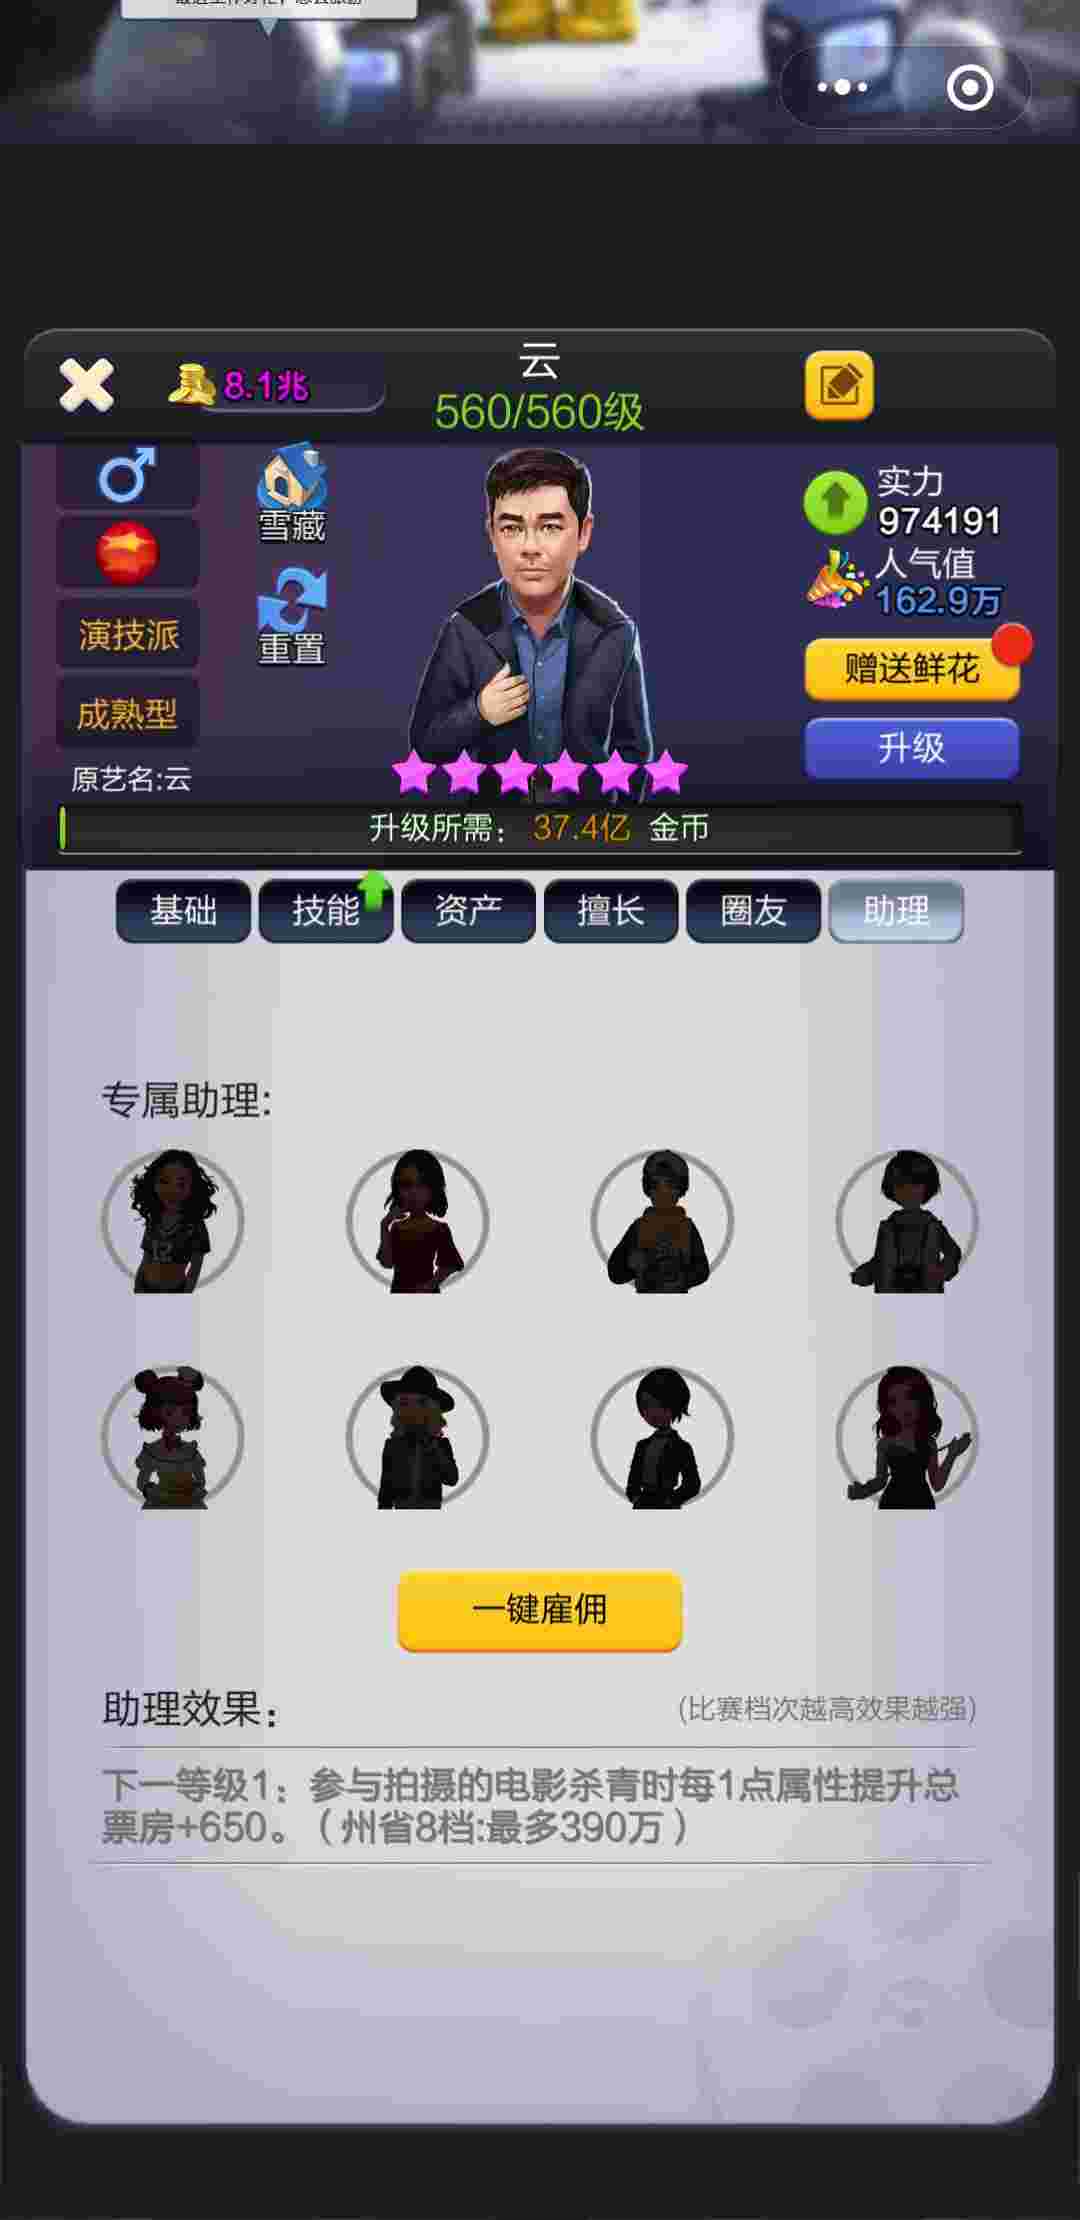 云
8.1兆
560/560级
实力
974191
雪藏
人气值
162.9万
演技派
重置
赠送鲜花
成熟型
升级
原艺名:云
升级所需： 37.4亿 金币
基础 技能 资产 擅长 圈友 助理
专属助理:
12
一键雇佣
助理效果：
(比赛档次越高效果越强)
下一等级1：参与拍摄的电影杀青时每1点属性提升总
票房+650。（州省8档:最多390万）